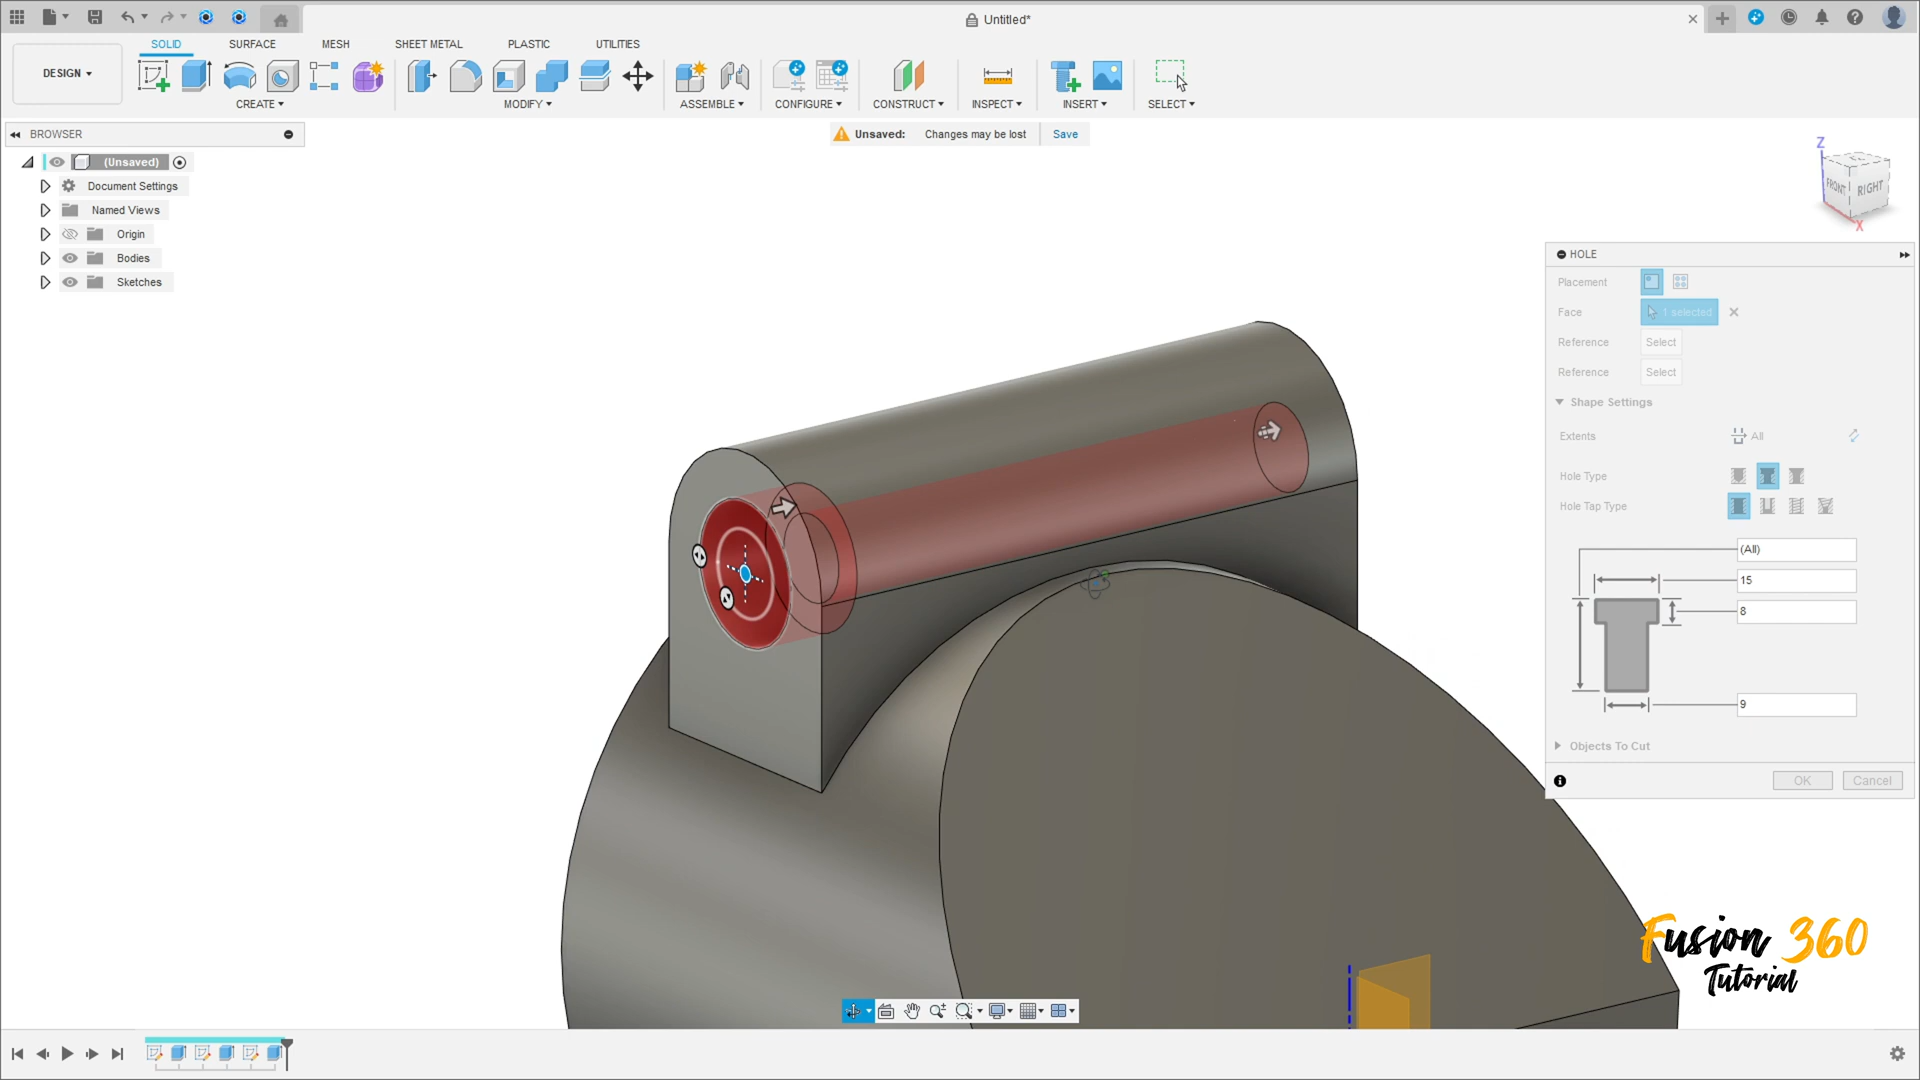 Untitled*
DESIGN
SOLID
SURFACE
MESH
SHEET METAL
PLASTIC
UTILITIES
CREATE
MODIFY
ASSEMBLE
CONFIGURE
CONSTRUCT
INSPECT
INSERT
SELECT
BROWSER
Unsaved: Changes may be lost Save
(Unsaved)
Document Settings
Named Views
Origin
Bodies
Sketches
Z
FRONT
RIGHT
X
HOLE
Placement
Face 1 selected
Reference Select
Reference Select
Shape Settings
Extents All
Hole Type
Hole Tap Type
(All)
15
8
9
Objects To Cut
OK Cancel
Fusion 360
Tutorial